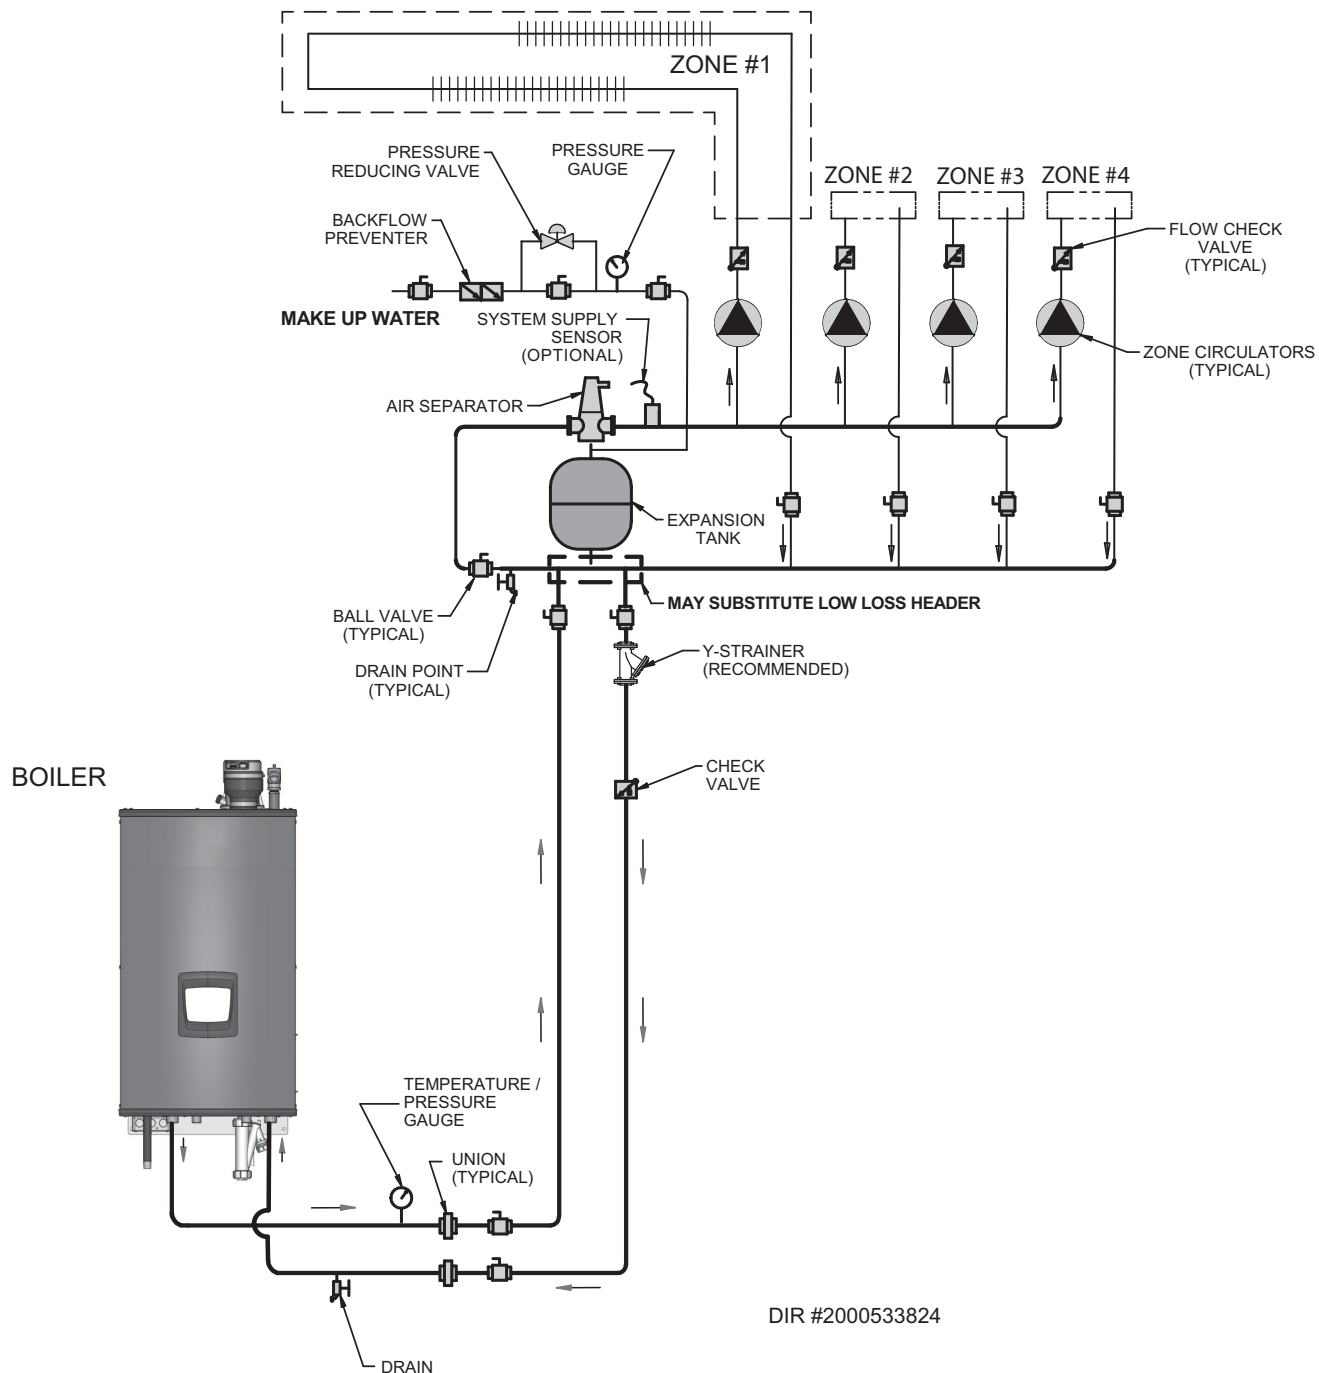 ZONE #1
PRESSURE
REDUCING VALVE
PRESSURE
GAUGE
ZONE #2
ZONE #3
ZONE #4
BACKFLOW
PREVENTER
FLOW CHECK
VALVE
(TYPICAL)
MAKE UP WATER
SYSTEM SUPPLY
SENSOR
(OPTIONAL)
ZONE CIRCULATORS
(TYPICAL)
AIR SEPARATOR
EXPANSION
TANK
MAY SUBSTITUTE LOW LOSS HEADER
BALL VALVE
(TYPICAL)
DRAIN POINT
(TYPICAL)
Y-STRAINER
(RECOMMENDED)
BOILER
CHECK
VALVE
TEMPERATURE /
PRESSURE
GAUGE
UNION
(TYPICAL)
DIR #2000533824
DRAIN